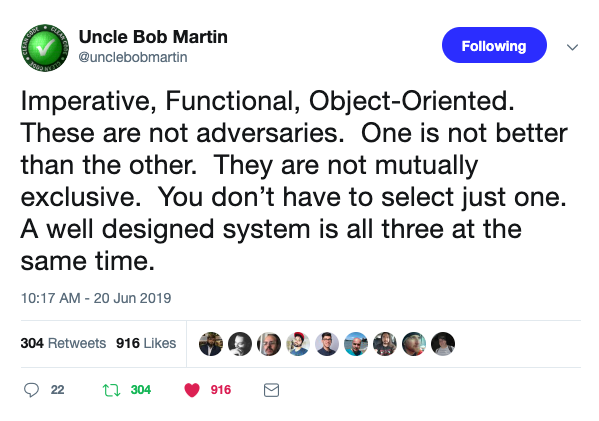 Uncle Bob Martin
@unclebobmartin
Following
Imperative, Functional, Object-Oriented.
These are not adversaries.  One is not better
than the other.  They are not mutually
exclusive.  You don’t have to select just one.
A well designed system is all three at the
same time.
10:17 AM - 20 Jun 2019
304 Retweets 916 Likes
22 304 916